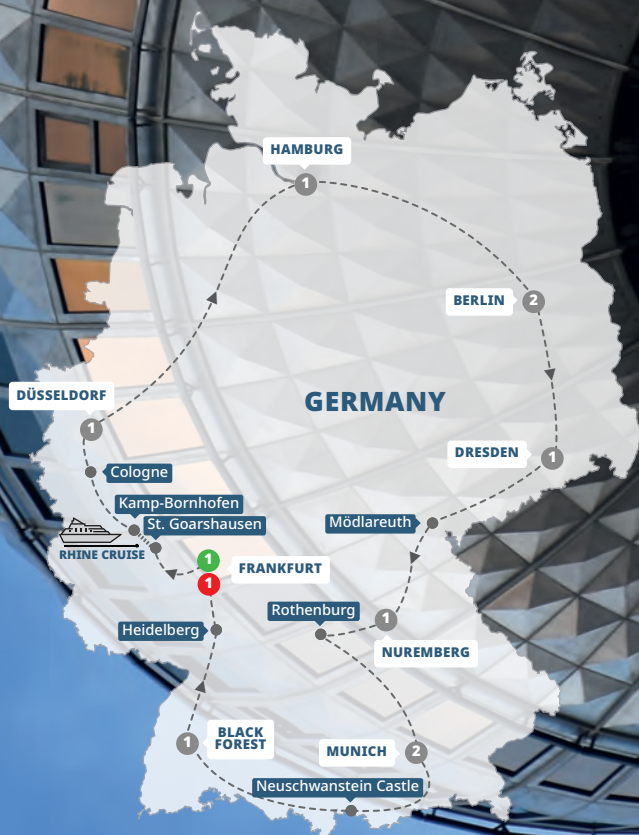 HAMBURG
1
BERLIN
2
GERMANY
DÜSSELDORF
1
DRESDEN
1
Cologne
Kamp-Bornhofen
St. Goarshausen
Mödlareuth
RHINE CRUISE
1
FRANKFURT
1
Rothenburg
1
Heidelberg
NUREMBERG
BLACK
FOREST
1
MUNICH
2
Neuschwanstein Castle